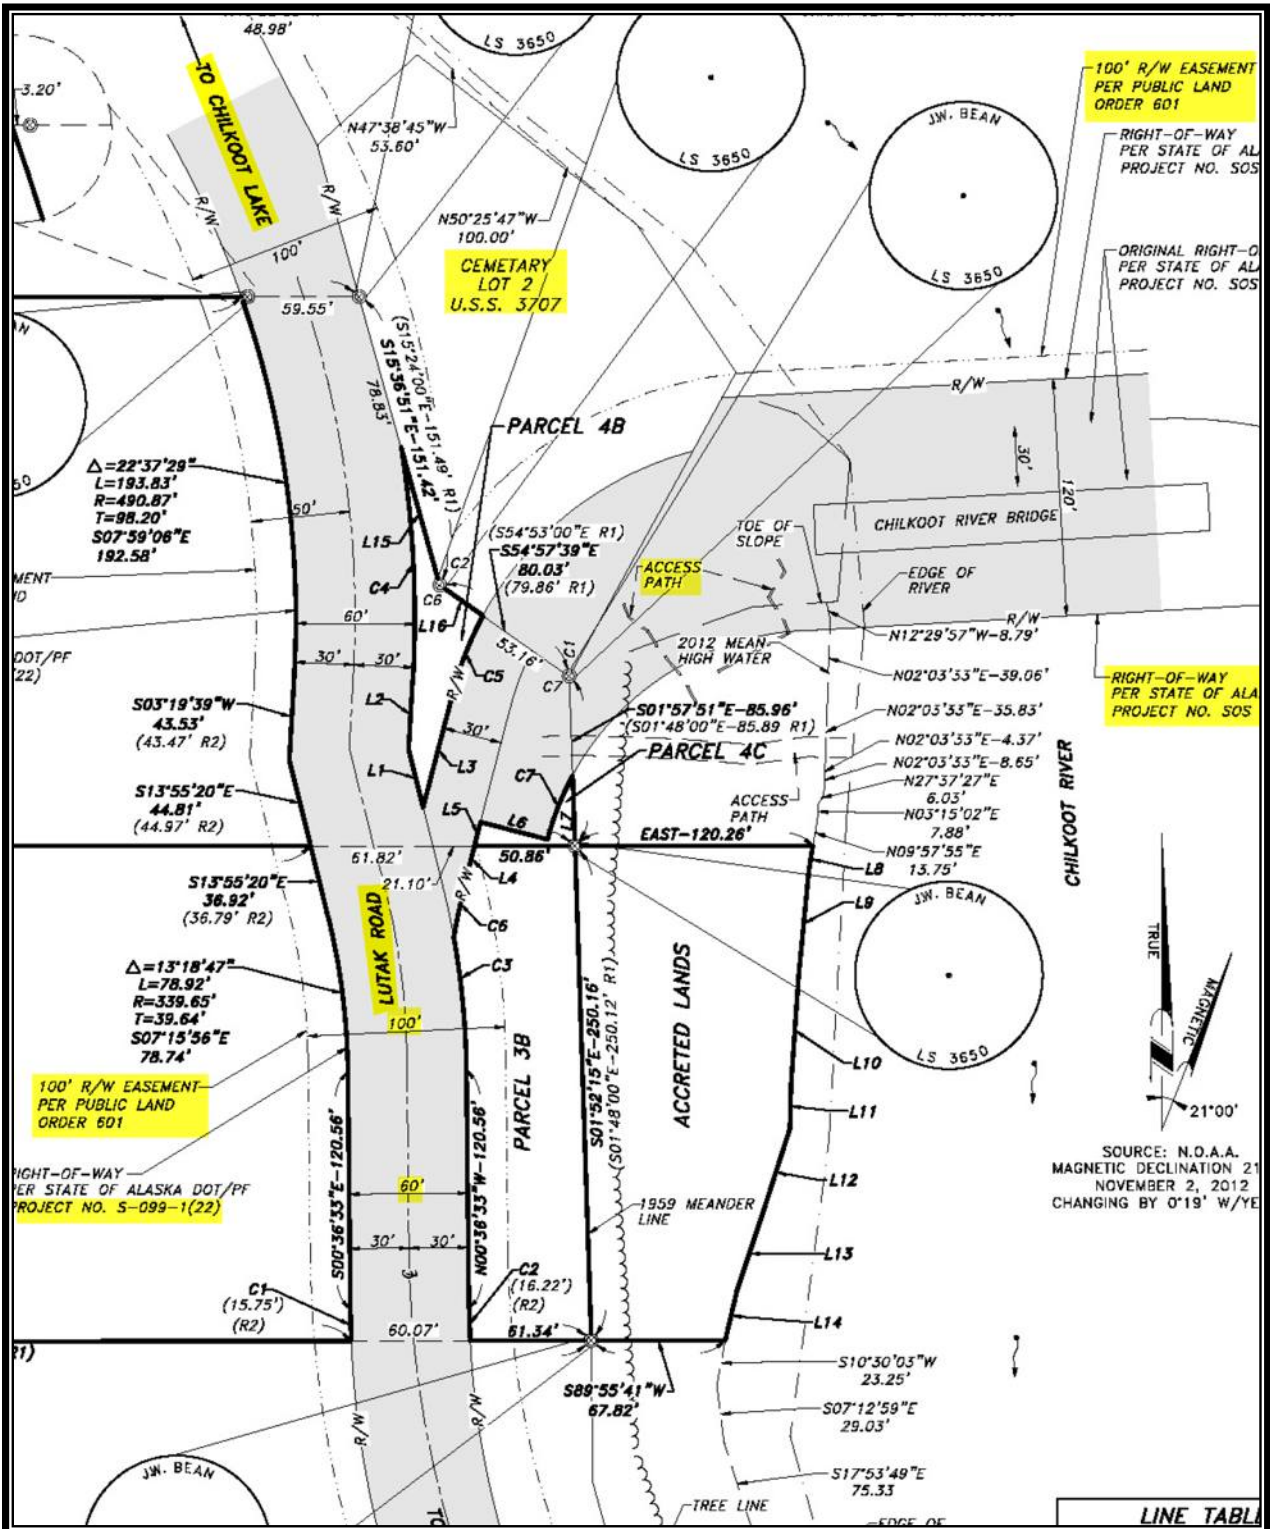 48.98'
LS 3650
3.20'
TO CHILKOOT LAKE
N47°38'45"W
53.60'
LS 3650
J.W. BEAN
LS 3650
100' R/W EASEMENT
PER PUBLIC LAND
ORDER 601
RIGHT-OF-WAY
PER STATE OF
PROJECT NO. SOS
R/W
R/W
100'
N50°25'47"W
100.00'
CEMETARY
LOT 2
U.S.S. 3707
ORIGINAL
PER STATE OF
PROJECT NO. SOS
59.55'
(S15°24'00"E-151.49' R1)
S15°36'51"E-151.42'
78.83'
R/W
PARCEL 4B
30'
120'
CHILKOOT RIVER BRIDGE
△=22°37'29"
L=193.83'
R=490.87'
T=98.20'
S07°59'06"E
192.58'
50'
L15
C4
(S54°53'00"E R1)
S54°57'39"E
80.03'
(79.86' R1)
TOE OF
SLOPE
C2
C6
ACCESS
PATH
EDGE OF
RIVER
60'
L16
R/W
N12°29'57"W-8.79'
53.16'
C1
2012 MEAN
HIGH WATER
DOT/PF
22)
30'
30'
C5
R/W
C7
N02°03'33"E-39.06'
RIGHT-OF-WAY
PER STATE OF
PROJECT NO. SOS
S03°19'39"W
43.53'
(43.47' R2)
L2
30'
S01°57'51"E-85.96'
(S01°48'00"E-85.89 R1)
N02°03'33"E-35.83'
N02°03'33"E-4.37'
L1
L3
PARCEL 4C
N02°03'33"E-8.65'
S13°55'20"E
44.81'
(44.97' R2)
C7
N27°37'27"E
6.03'
ACCESS
PATH
N03°15'02"E
7.88'
L5
L6
L7
EAST-120.26'
N09°57'55"E
13.75'
CHILKOOT RIVER
61.82'
50.86'
L8
S13°55'20"E
36.92'
(36.79' R2)
21.10'
R/W
L4
L9
J.W. BEAN
LS 3650
LUTAK ROAD
C6
C3
△=13°18'47"
L=78.92'
R=339.65'
T=39.64'
S07°15'56"E
78.74'
100'
S01°52'15"E-250.16'
(S01°48'00"E-250.12' R1)
ACCRETED LANDS
PARCEL 3B
L10
TRUE
MAGNETIC
21°00'
100' R/W EASEMENT
PER PUBLIC LAND
ORDER 601
L11
SOURCE: N.O.A.A.
MAGNETIC DECLINATION 21
NOVEMBER 2, 2012
CHANGING BY 0°19' W/YE
STATE OF ALASKA DOT/PF
PROJECT NO. S-099-1(22)
60'
L12
1959 MEANDER
LINE
S00°36'33"E-120.56'
N00°36'33"W-120.56'
30'
30'
L13
C1
(15.75')
(R2)
C2
(16.22')
(R2)
L14
60.07'
61.34'
R1)
S10°30'03"W
23.25'
S89°55'41"W
67.82'
S07°12'59"E
29.03'
R/W
R/W
J.W. BEAN
S17°53'49"E
75.33
TREE LINE
EDGE OF
LINE TABL